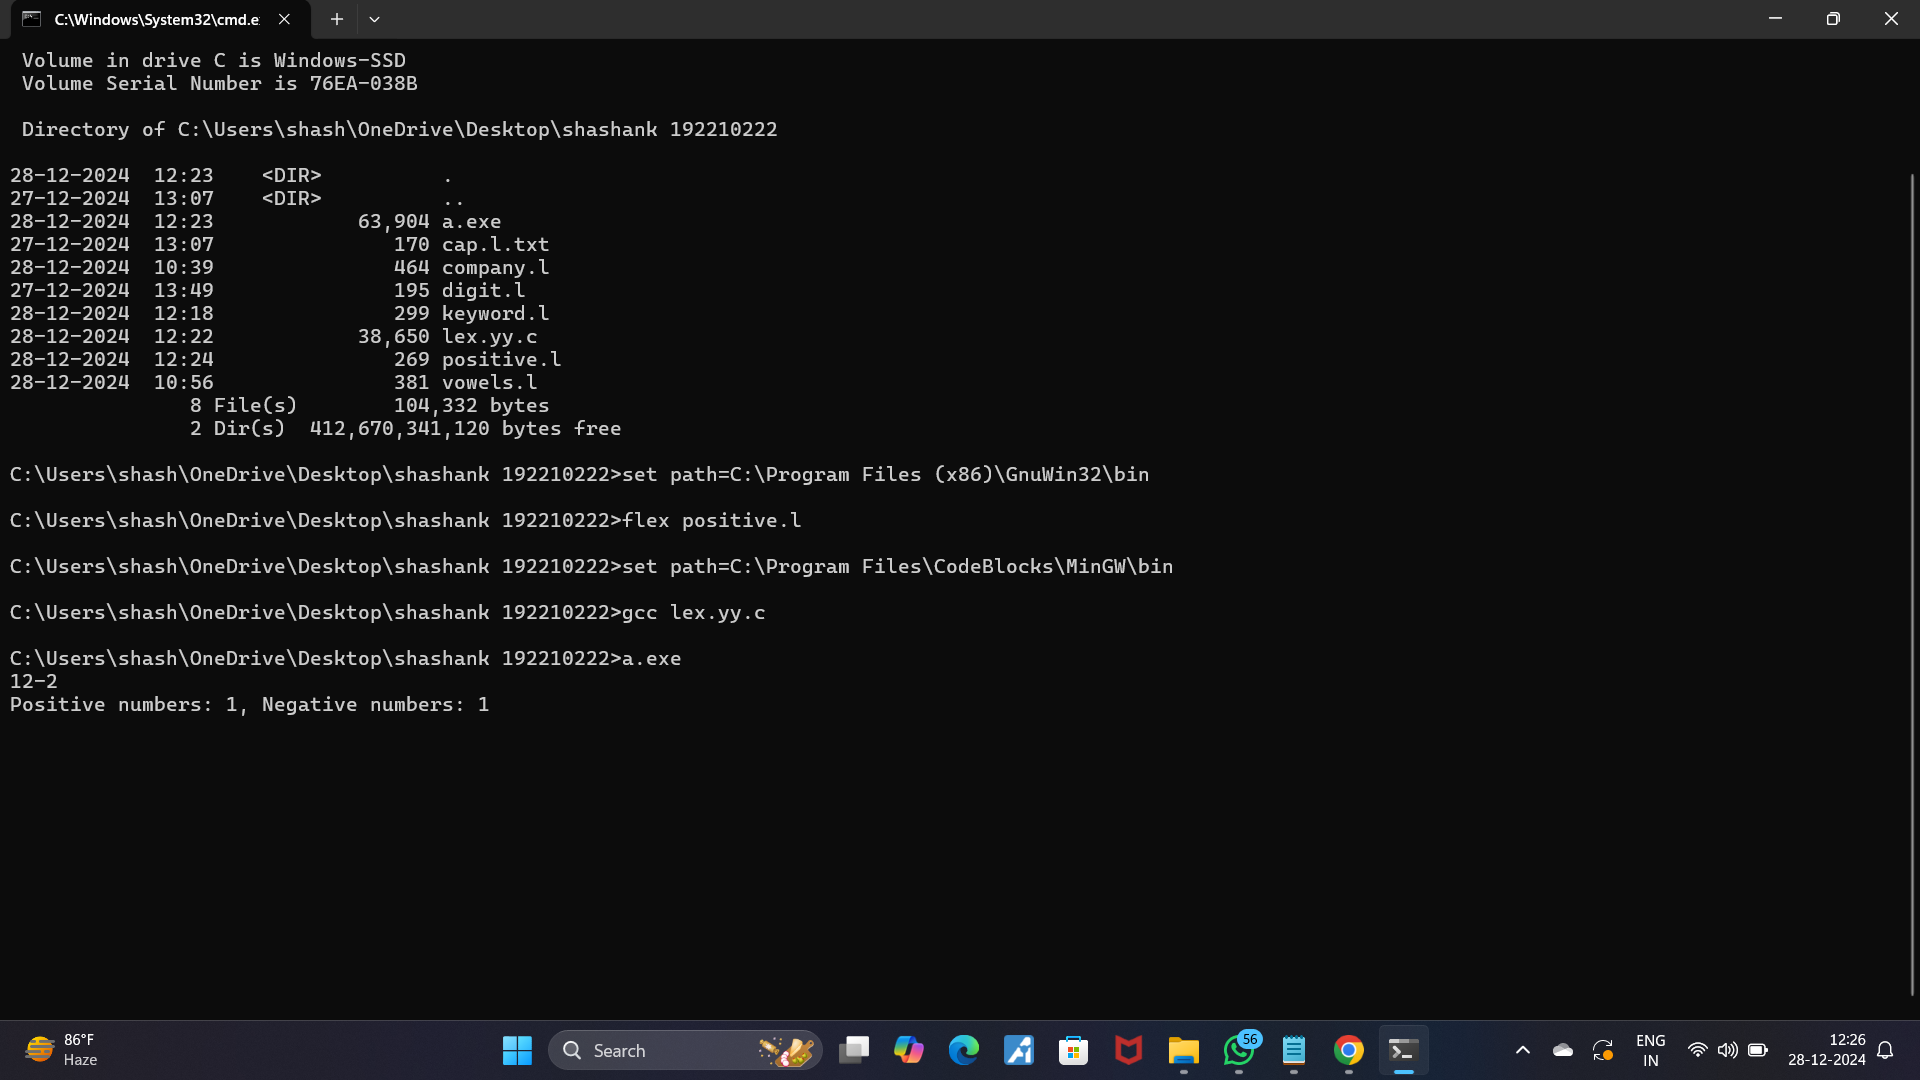 C:\Windows\System32\cmd.e
Volume in drive C is Windows-SSD
Volume Serial Number is 76EA-038B
Directory of C:\Users\shash\OneDrive\Desktop\shashank 192210222
28-12-2024  12:23    <DIR>          .
27-12-2024  13:07    <DIR>          ..
28-12-2024  12:23            63,904 a.exe
27-12-2024  13:07               170 cap.l.txt
28-12-2024  10:39               464 company.l
27-12-2024  13:49               195 digit.l
28-12-2024  12:18               299 keyword.l
28-12-2024  12:22            38,650 lex.yy.c
28-12-2024  12:24               269 positive.l
28-12-2024  10:56               381 vowels.l
8 File(s)        104,332 bytes
2 Dir(s)  412,670,341,120 bytes free
C:\Users\shash\OneDrive\Desktop\shashank 192210222>set path=C:\Program Files (x86)\GnuWin32\bin
C:\Users\shash\OneDrive\Desktop\shashank 192210222>flex positive.l
C:\Users\shash\OneDrive\Desktop\shashank 192210222>set path=C:\Program Files\CodeBlocks\MinGW\bin
C:\Users\shash\OneDrive\Desktop\shashank 192210222>gcc lex.yy.c
C:\Users\shash\OneDrive\Desktop\shashank 192210222>a.exe
12-2
Positive numbers: 1, Negative numbers: 1
86°F
Haze
Search
56
ENG
IN
12:26
28-12-2024